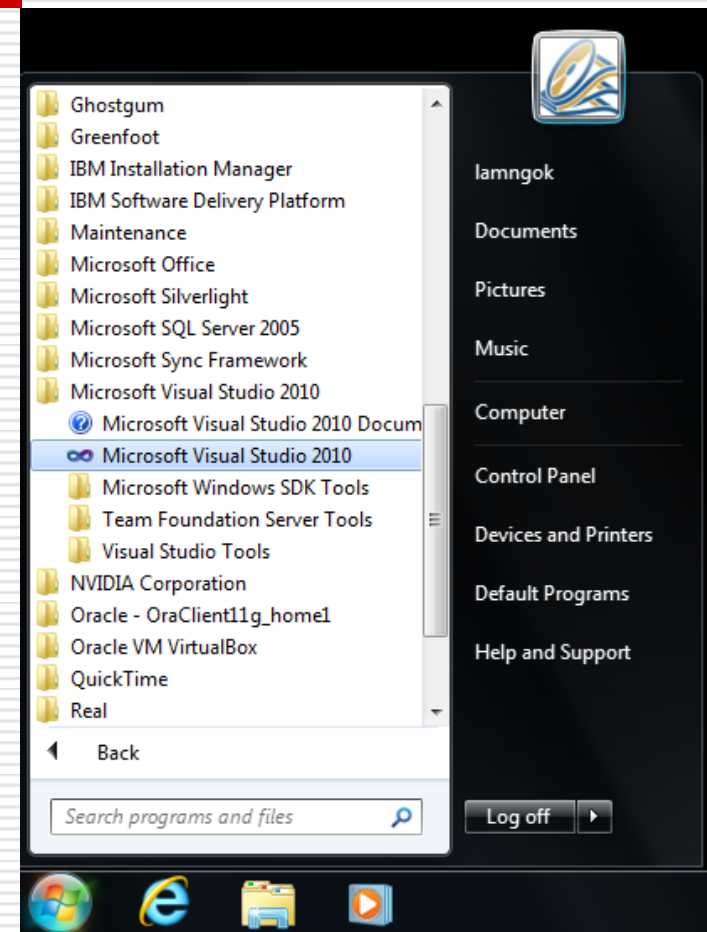 Ghostgum
Greenfoot
IBM Installation Manager
IBM Software Delivery Platform
Maintenance
Microsoft Office
Microsoft Silverlight
Microsoft SQL Server 2005
Microsoft Sync Framework
Microsoft Visual Studio 2010
Microsoft Visual Studio 2010 Docum
Microsoft Visual Studio 2010
Microsoft Windows SDK Tools
Team Foundation Server Tools
Visual Studio Tools
NVIDIA Corporation
Oracle - OraClient11g_home1
Oracle VM VirtualBox
QuickTime
Real
Back
Search programs and files
lamngok
Documents
Pictures
Music
Computer
Control Panel
Devices and Printers
Default Programs
Help and Support
Log off